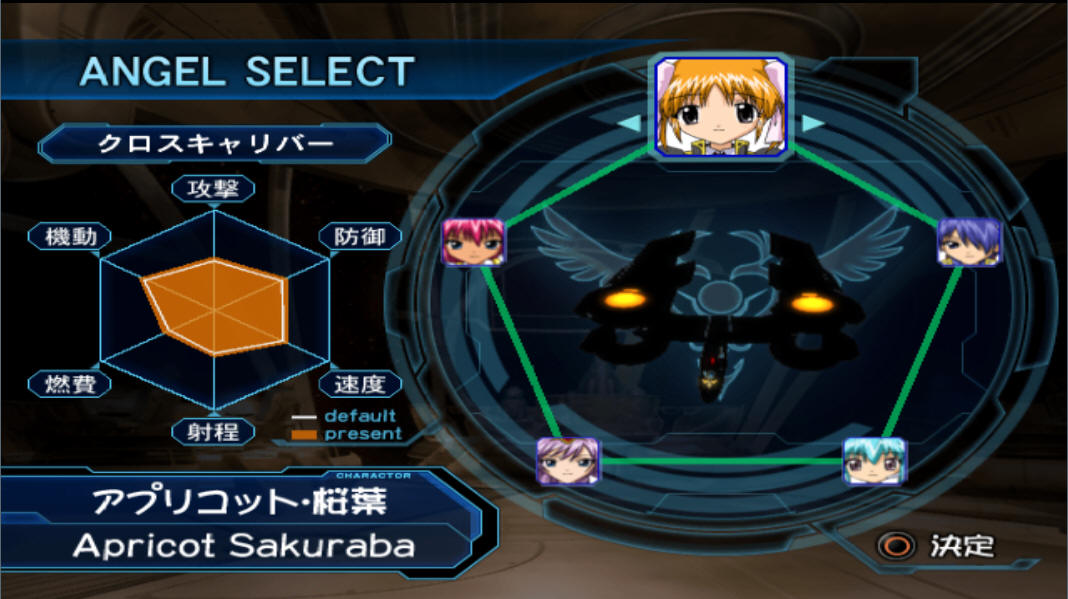 ANGEL SELECT
クロスキャリバー
攻撃
機動
防御
燃費
速度
射程
default
present
CHARACTOR
アプリコット・桜葉
Apricot Sakuraba
決定